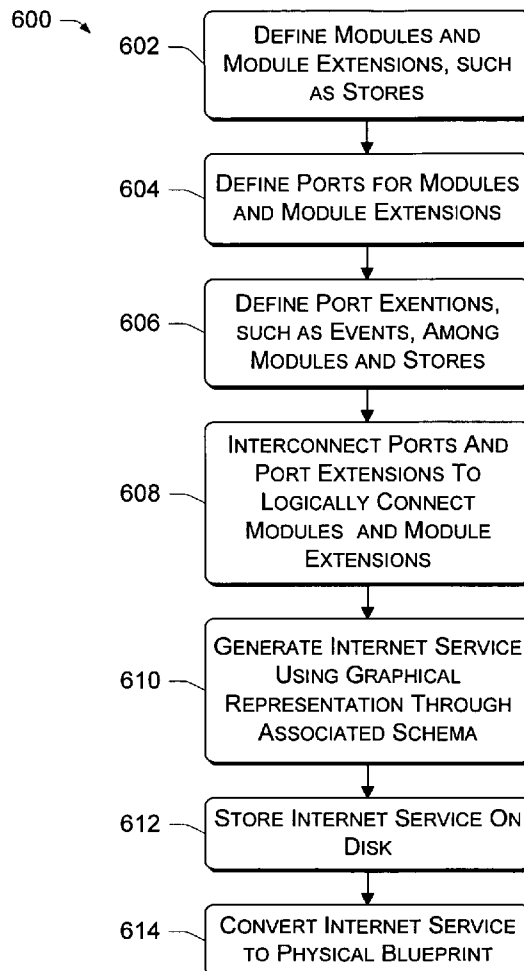 600
602
DEFINE MODULES AND
MODULE EXTENSIONS, SUCH
AS STORES
604
DEFINE PORTS FOR MODULES
AND MODULE EXTENSIONS
606
DEFINE PORT EXENTIONS,
SUCH AS EVENTS, AMONG
MODULES AND STORES
608
INTERCONNECT PORTS AND
PORT EXTENSIONS TO
LOGICALLY CONNECT
MODULES AND MODULE
EXTENSIONS
610
GENERATE INTERNET SERVICE
USING GRAPHICAL
REPRESENTATION THROUGH
ASSOCIATED SCHEMA
612
STORE INTERNET SERVICE ON
DISK
614
CONVERT INTERNET SERVICE
TO PHYSICAL BLUEPRINT